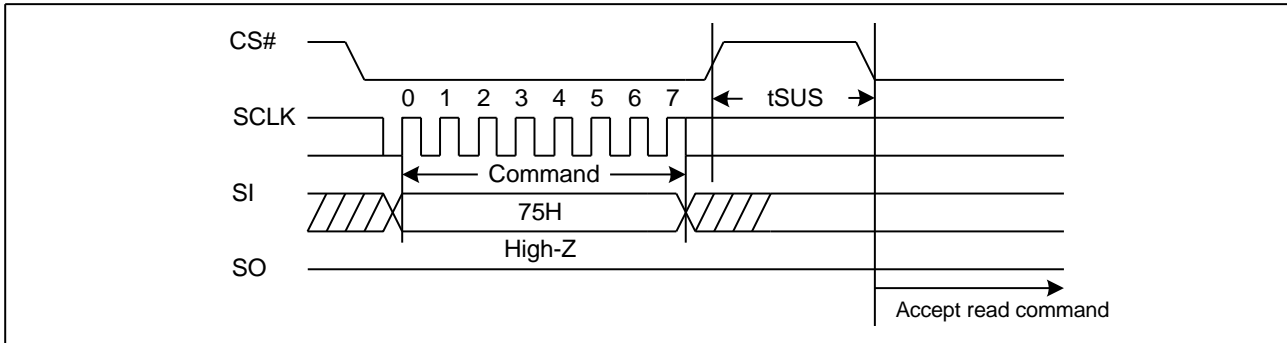 CS#
tSUS
0 1 2 3 4 5 6 7
SCLK
Command
SI
75H
High-Z
SO
Accept read command